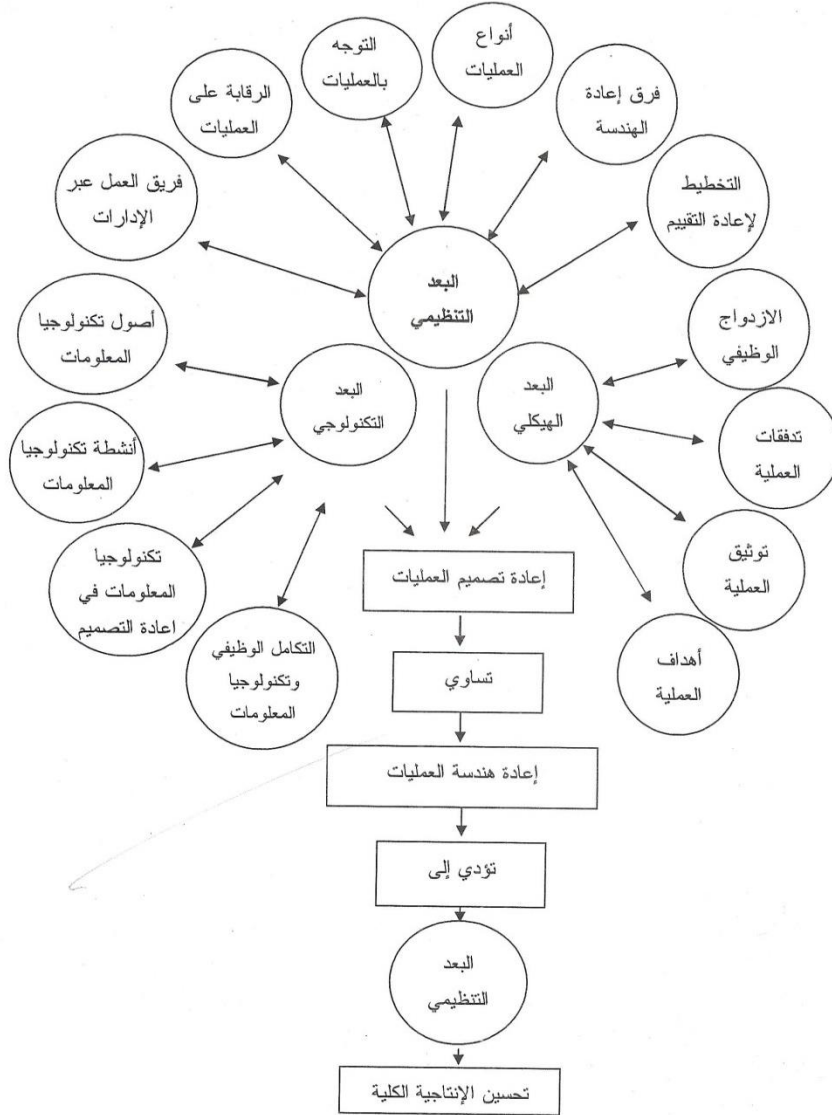 أنواع
العمليات
التوجه
بالعمليات
فرق إعادة
الهندسة
الرقابة على
العمليات
التخطيط
لإعادة التقييم
فريق العمل عبر
الإدارات
البعد
التنظيمي
الازدواج
الوظيفي
أصول تكنولوجيا
المعلومات
البعد
الهيكلي
البعد
التكنولوجي
تدفقات
العملية
أنشطة تكنولوجيا
المعلومات
توثيق
العملية
تكنولوجيا
المعلومات في
اعادة التصميم
إعادة تصميم العمليات
التكامل الوظيفي
وتكنولوجيا
المعلومات
أهداف
العملية
تساوي
إعادة هندسة العمليات
تؤدي إلى
البعد
التنظيمي
تحسين الإنتاجية الكلية